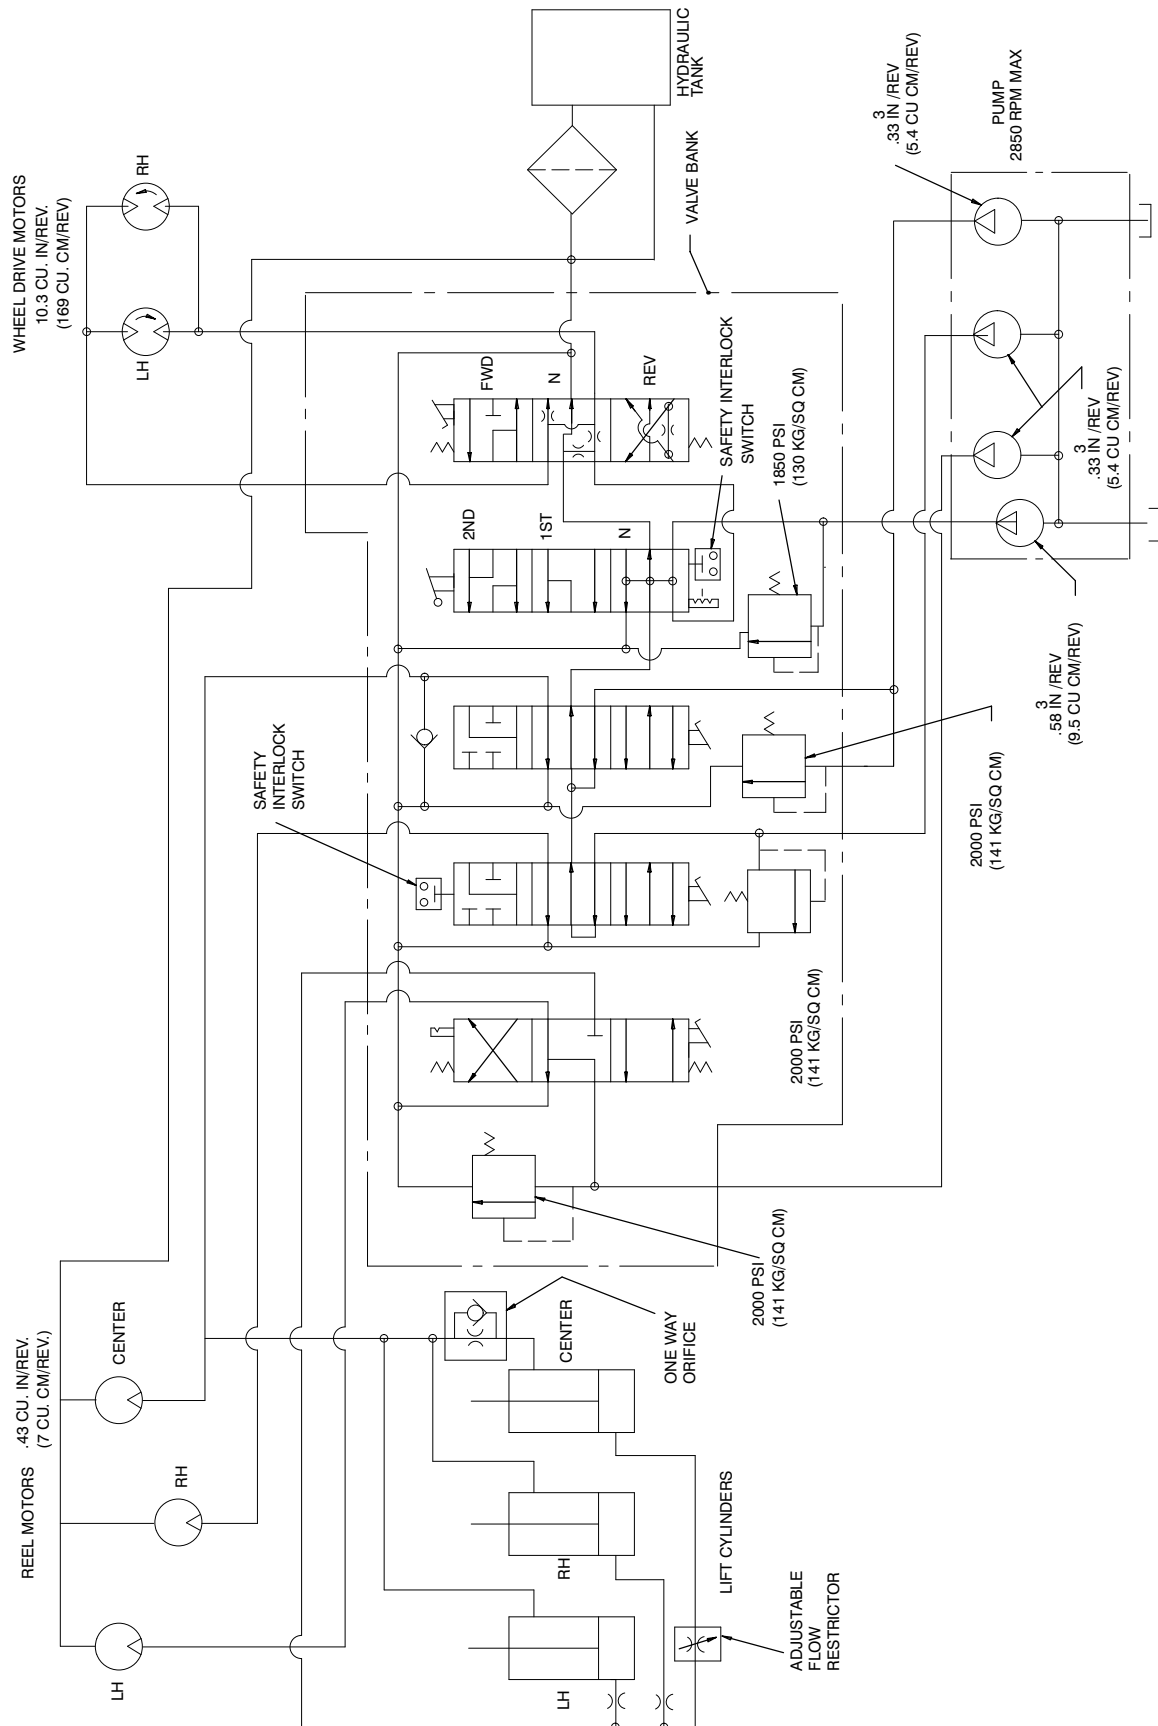 WHEEL DRIVE MOTORS
10.3 CU. IN/REV.
(169 CU. CM/REV)
LH
RH
HYDRAULIC
TANK
VALVE BANK
3
.33 IN /REV
(5.4 CU CM/REV)
PUMP
2850 RPM MAX
3
.33 IN /REV
(5.4 CU CM/REV)
3
.58 IN /REV
(9.5 CU CM/REV)
FWD
N
REV
SAFETY INTERLOCK
SWITCH
2ND
1ST
N
1850 PSI
(130 KG/SQ CM)
SAFETY
INTERLOCK
SWITCH
2000 PSI
(141 KG/SQ CM)
2000 PSI
(141 KG/SQ CM)
2000 PSI
(141 KG/SQ CM)
REEL MOTORS
.43 CU. IN/REV.
(7 CU. CM/REV.)
LH
RH
CENTER
ONE WAY
ORIFICE
CENTER
RH
LH
LIFT CYLINDERS
ADJUSTABLE
FLOW
RESTRICTOR